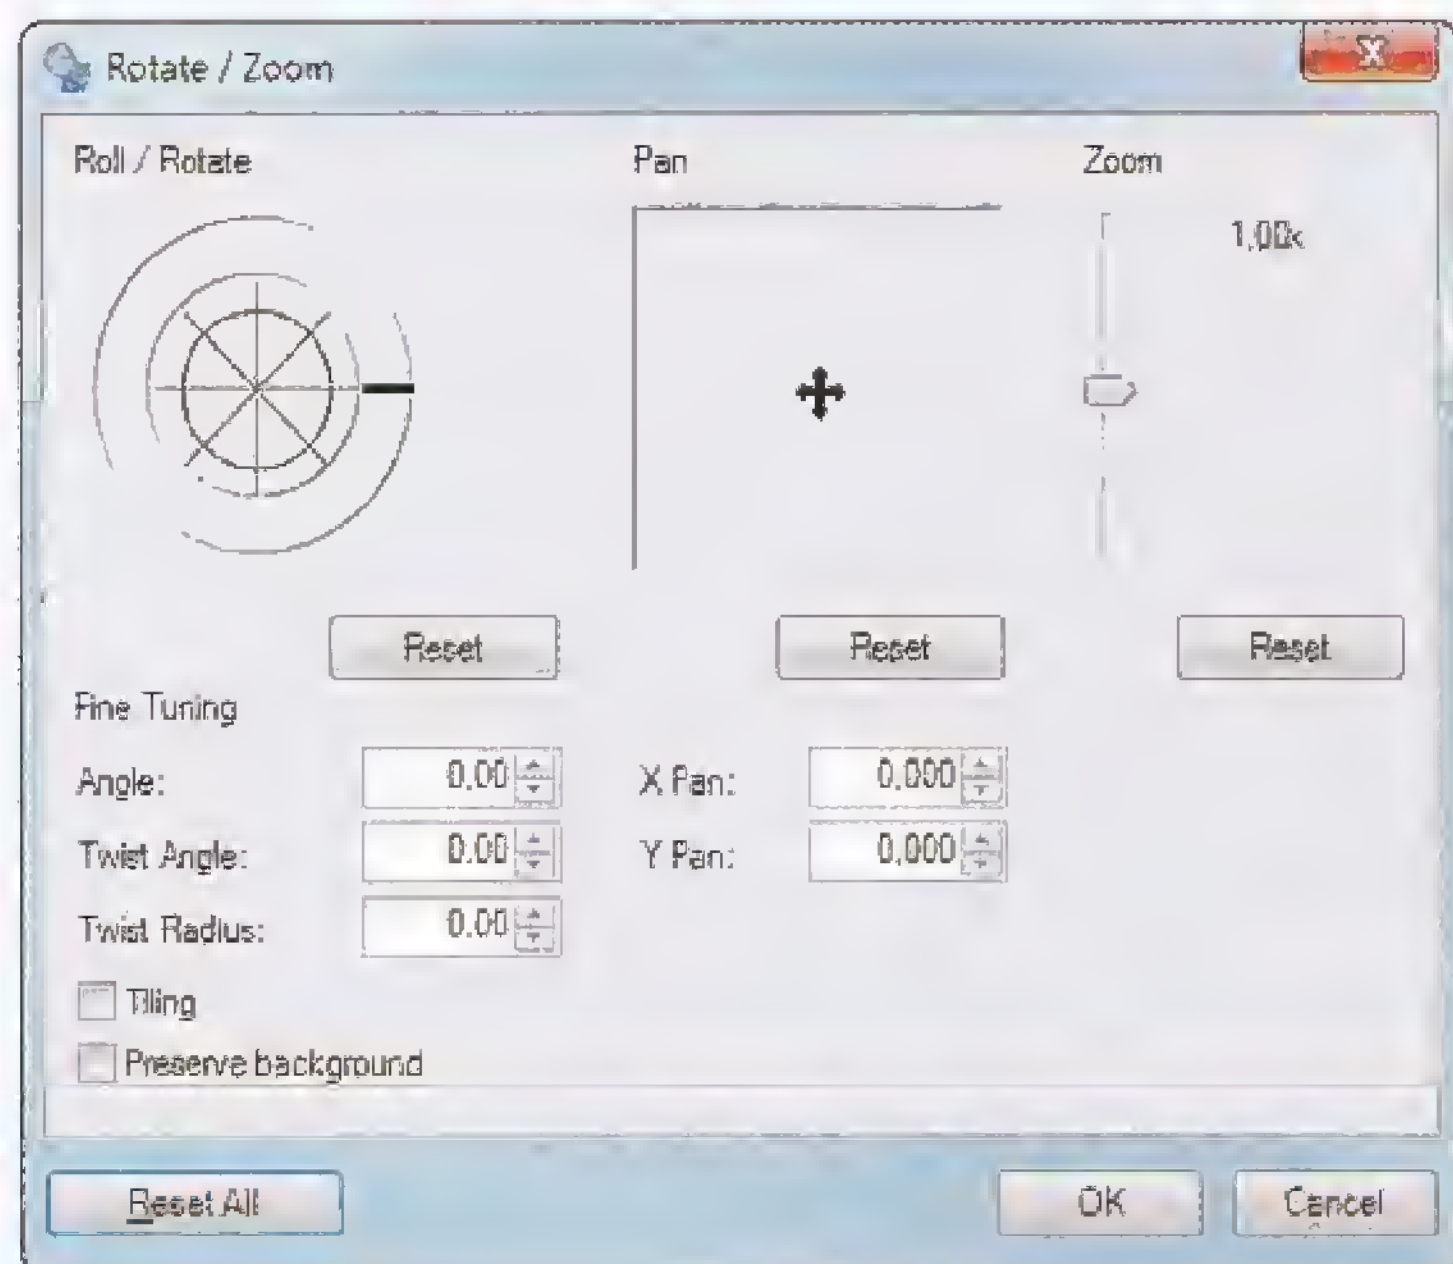 Rotate / Zoom
Roll / Rotate
Pan
Zoom
1,00x
Reset
Reset
Reset
Fine Tuning
Angle: 0,00
X Pan: 0,000
Twist Angle: 0,00
Y Pan: 0,000
Twist Radius: 0,00
Tiling
Preserve background
Reset All
OK
Cancel